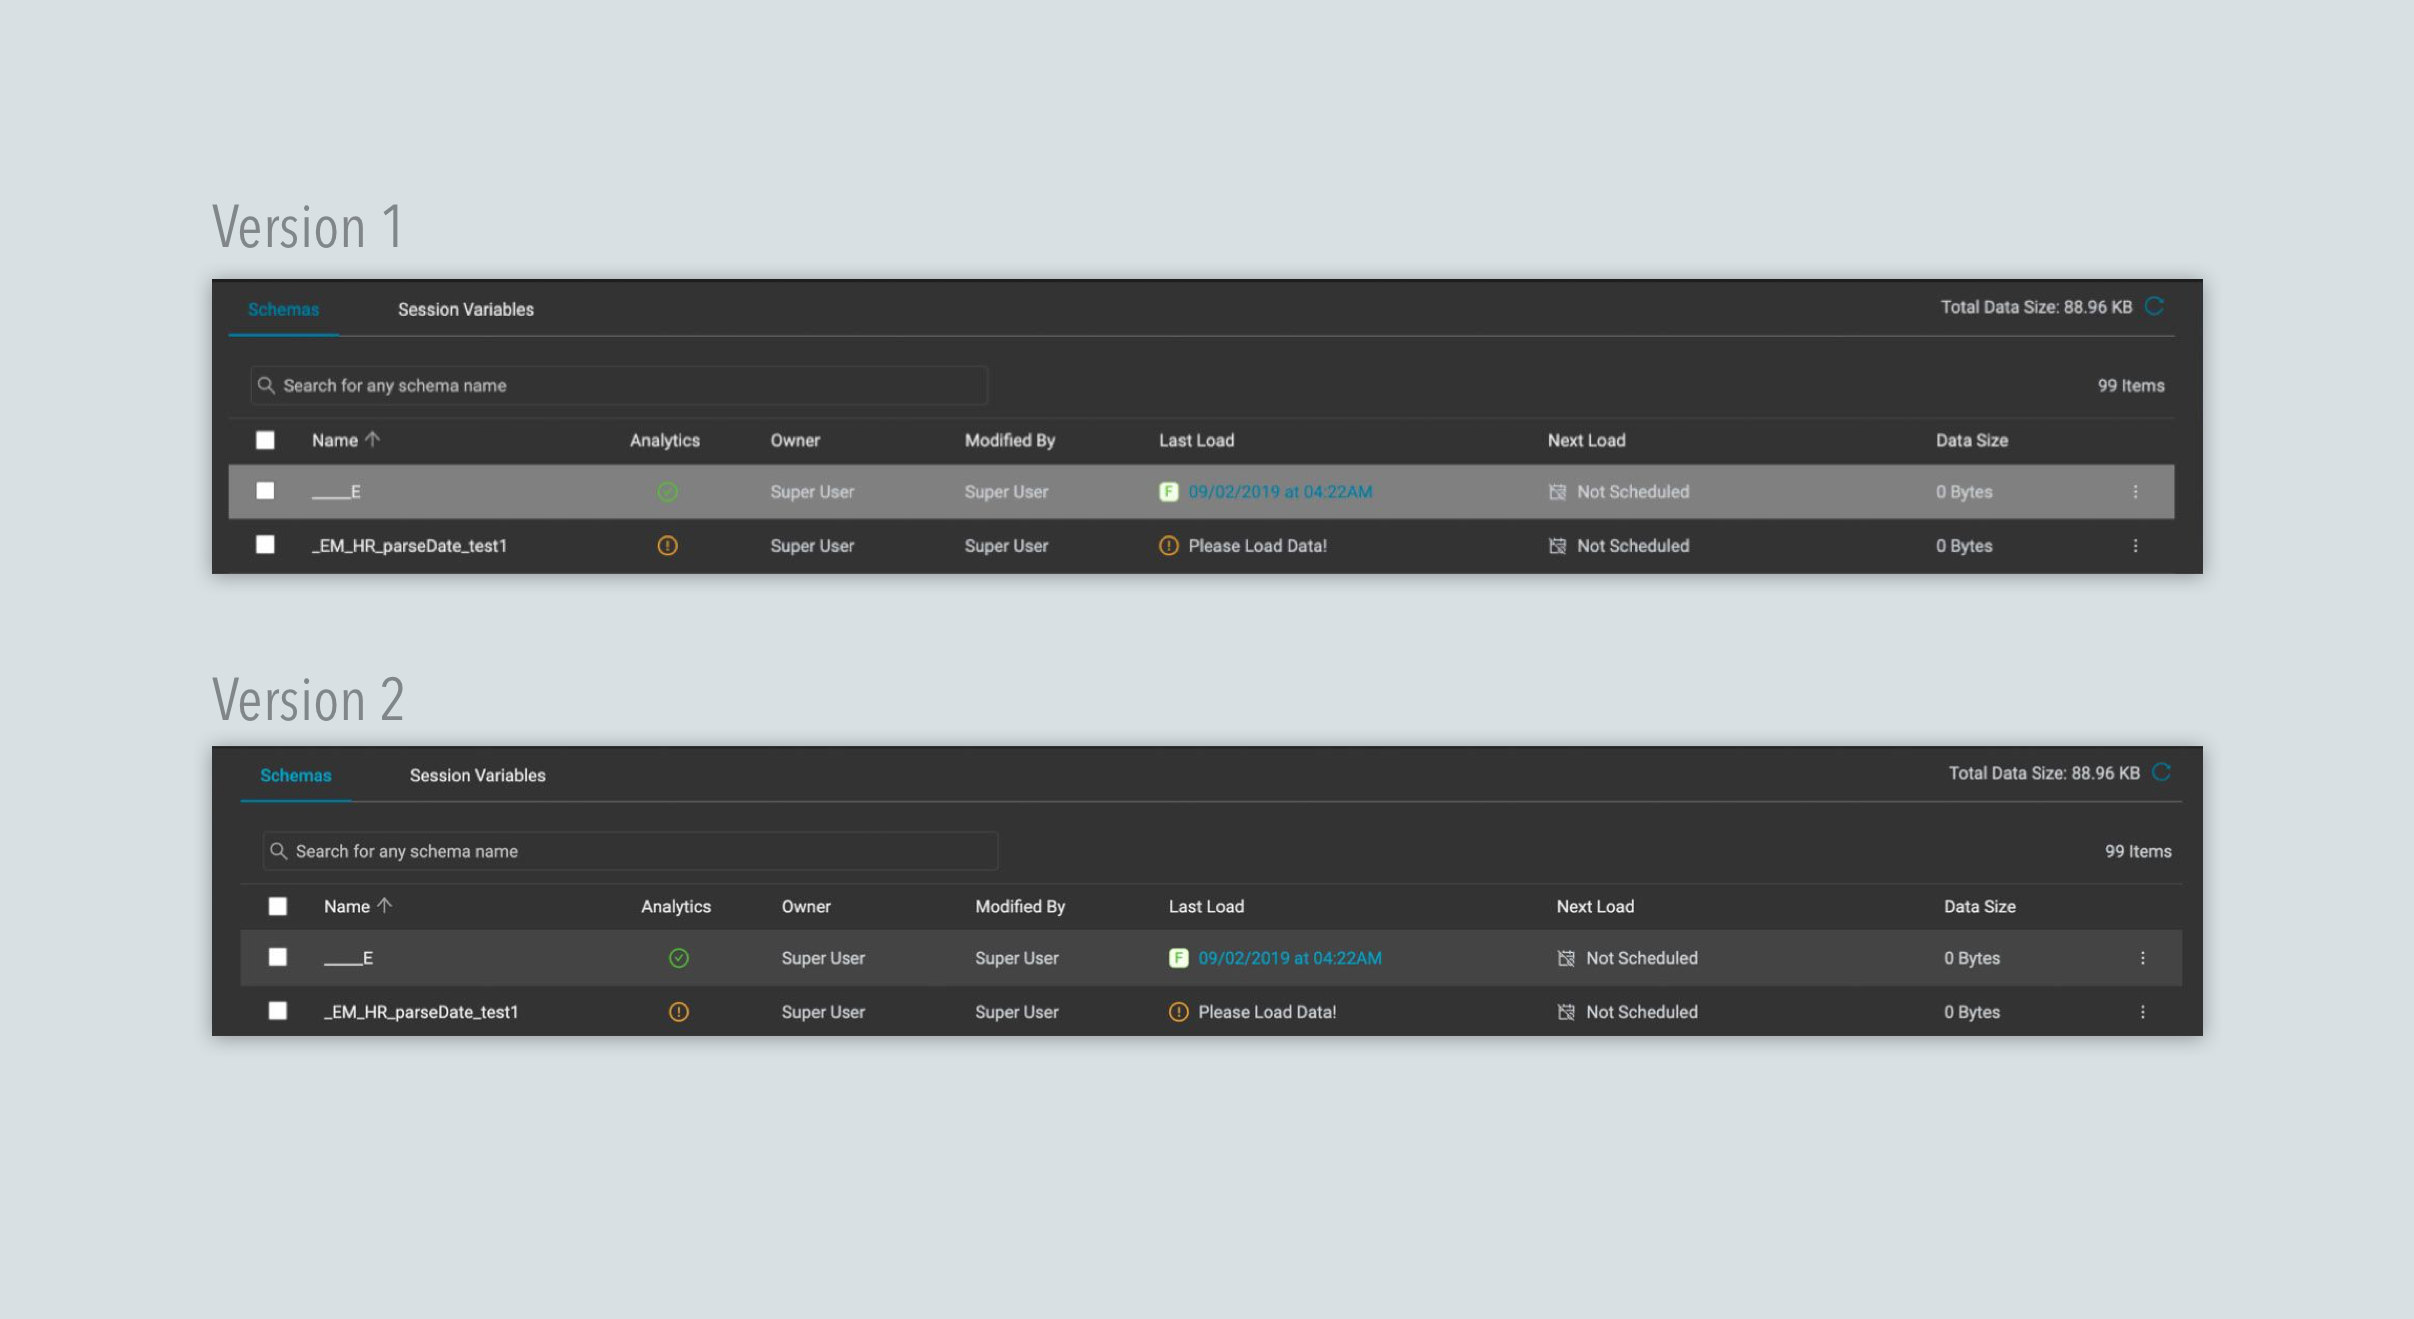 Version 1
Schemas Session Variables Total Data Size: 88.96 KB
Search for any schema name 99 Items
Name Analytics Owner Modified By Last Load Next Load Data Size
_____E Super User Super User F 09/02/2019 at 04:22AM Not Scheduled 0 Bytes
_EM_HR_parseDate_test1 Super User Super User Please Load Data! Not Scheduled 0 Bytes
Version 2
Schemas Session Variables Total Data Size: 88.96 KB
Search for any schema name 99 Items
Name Analytics Owner Modified By Last Load Next Load Data Size
_____E Super User Super User F 09/02/2019 at 04:22AM Not Scheduled 0 Bytes
_EM_HR_parseDate_test1 Super User Super User Please Load Data! Not Scheduled 0 Bytes